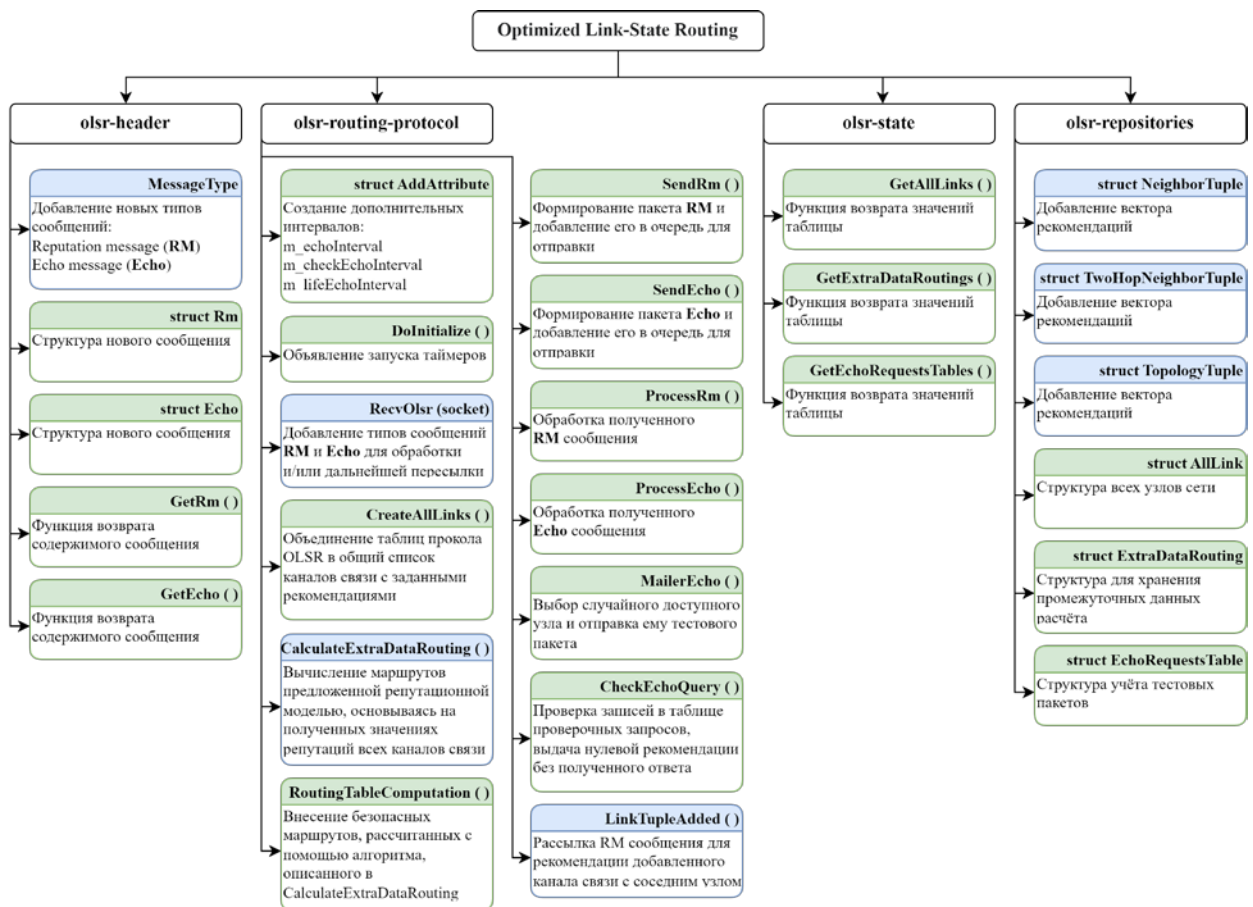 Optimized Link-State Routing
olsr-header
MessageType
Добавление новых типов
сообщений:
Reputation message (RM)
Echo message (Echo)
struct Rm
Структура нового сообщения
struct Echo
Структура нового сообщения
GetRm ( )
Функция возврата
содержимого сообщения
GetEcho ( )
Функция возврата
содержимого сообщения
olsr-routing-protocol
struct AddAttribute
Создание дополнительных
интервалов:
m_echoInterval
m_checkEchoInterval
m_lifeEchoInterval
DoInitialize ( )
Объявление запуска таймеров
RecvOlsr (socket)
Добавление типов сообщений
RM и Echo для обработки
и/или дальнейшей пересылки
CreateAllLinks ( )
Объединение таблиц прокола
OLSR в общий список
каналов связи с заданными
рекомендациями
CalculateExtraDataRouting ( )
Вычисление маршрутов
предложенной репутационной
моделью, основываясь на
полученных значениях
репутаций всех каналов связи
RoutingTableComputation ( )
Внесение безопасных
маршрутов, рассчитанных с
помощью алгоритма,
описанного в
CalculateExtraDataRouting
SendRm ( )
Формирование пакета RM и
добавление его в очередь для
отправки
SendEcho ( )
Формирование пакета Echo и
добавление его в очередь для
отправки
ProcessRm ( )
Обработка полученного
RM сообщения
ProcessEcho ( )
Обработка полученного
Echo сообщения
MailerEcho ( )
Выбор случайного доступного
узла и отправка ему тестового
пакета
CheckEchoQuery ( )
Проверка записей в таблице
проверочных запросов,
выдача нулевой рекомендации
без полученного ответа
LinkTupleAdded ( )
Рассылка RM сообщения для
рекомендации добавленного
канала связи с соседним узлом
olsr-state
GetAllLinks ( )
Функция возврата значений
таблицы
GetExtraDataRoutings ( )
Функция возврата значений
таблицы
GetEchoRequestsTables ( )
Функция возврата значений
таблицы
olsr-repositories
struct NeighborTuple
Добавление вектора
рекомендаций
struct TwoHopNeighborTuple
Добавление вектора
рекомендаций
struct TopologyTuple
Добавление вектора
рекомендаций
struct AllLink
Структура всех узлов сети
struct ExtraDataRouting
Структура для хранения
промежуточных данных
расчёта
struct EchoRequestsTable
Структура учёта тестовых
пакетов